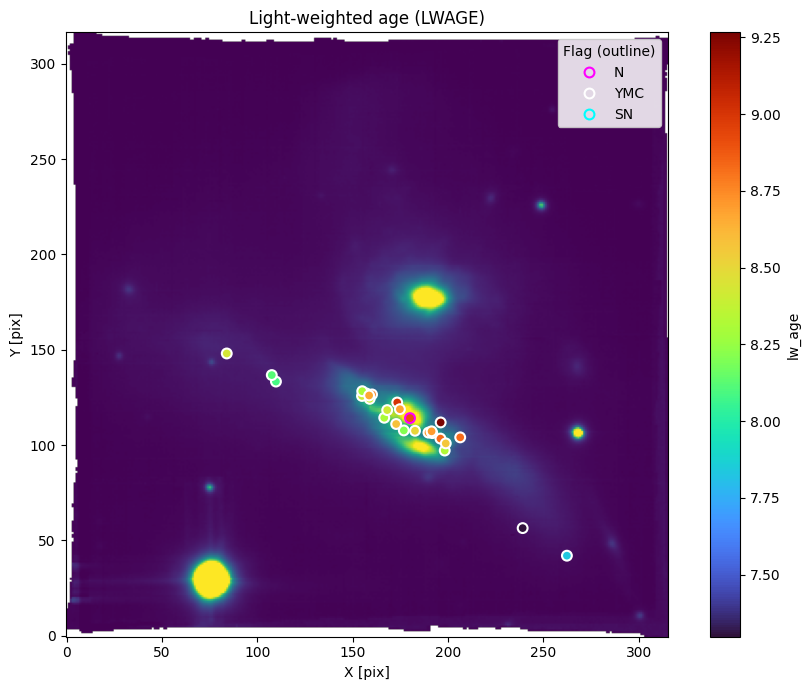 Light-weighted age (LWAGE)
Flag (outline)
N
YMC
SN
300
250
200
150
100
50
0
Y [pix]
0
50
100
150
200
250
300
X [pix]
9.25
9.00
8.75
8.50
8.25
8.00
7.75
7.50
lw_age